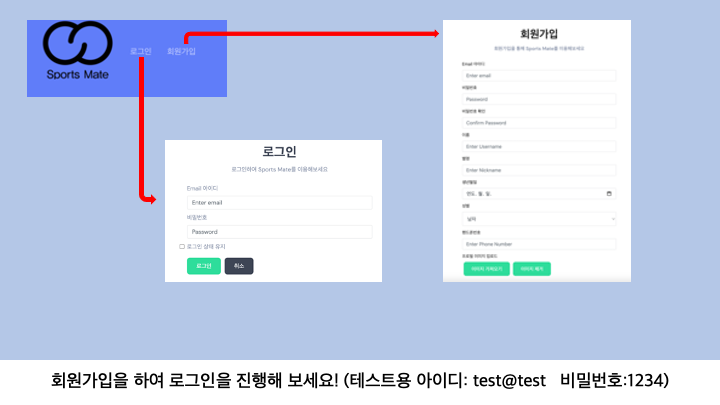 Sports Mate
로그인
회원가입
로그인
로그인하여 Sports Mate를 이용해보세요
Email 아이디
Enter email
비밀번호
Password
로그인 상태 유지
로그인
취소
회원가입
회원가입을 통해 Sports Mate를 이용해보세요
Email 아이디
Enter email
비밀번호
Password
비밀번호 확인
Confirm Password
이름
Enter Username
별명
Enter Nickname
생년월일
연도. 월. 일.
성별
남자
핸드폰번호
Enter Phone Number
프로필 이미지 업로드
이미지 가져오기
이미지 제거
회원가입을 하여 로그인을 진행해 보세요! (테스트용 아이디: test@test 비밀번호:1234)